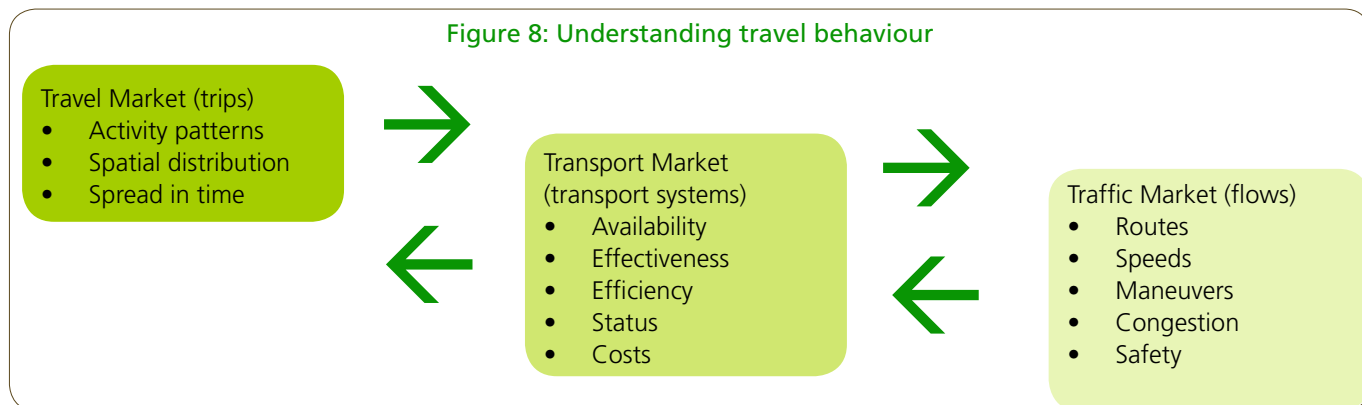 Figure 8: Understanding travel behaviour
Travel Market (trips)
• Activity patterns
• Spatial distribution
• Spread in time
Transport Market
(transport systems)
• Availability
• Effectiveness
• Efficiency
• Status
• Costs
Traffic Market (flows)
• Routes
• Speeds
• Maneuvers
• Congestion
• Safety